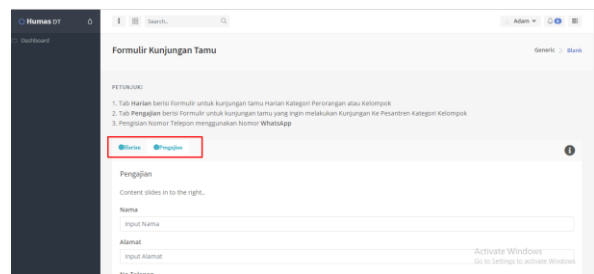 Humas DT
Search..
Adam
Dashboard
Formulir Kunjungan Tamu
Generic > Blank
PETUNJUK:
1. Tab Harian berisi Formulir untuk kunjungan tamu Harian Kategori Perorangan atau Kelompok
2. Tab Pengajian berisi Formulir untuk kunjungan tamu yang ingin melakukan Kunjungan Ke Pesantren Kategori Kelompok
3. Pengisian Nomor Telepon menggunakan Nomor WhatsApp
Harian Pengajian
Pengajian
Content slides in to the right..
Nama
Input Nama
Alamat
Input Alamat
No Telepon
Activate Windows
Go to Settings to activate Windows